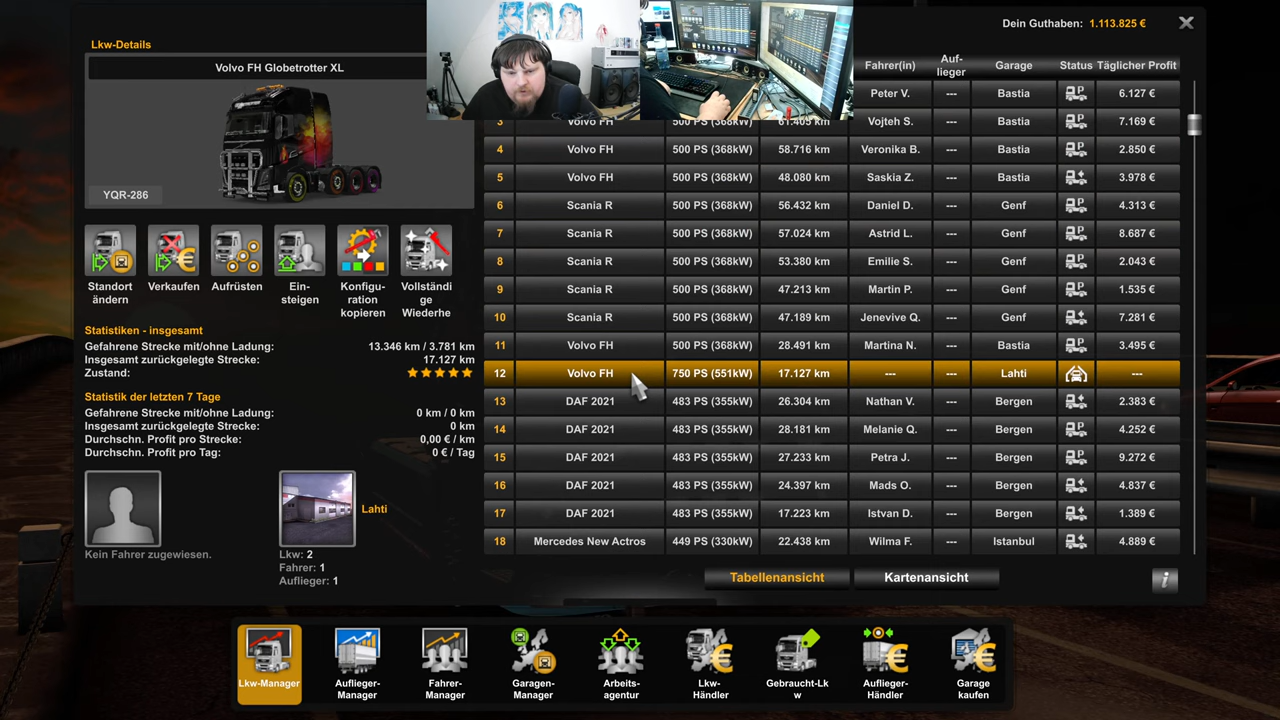 Dein Guthaben: 1.113.825 €
Lkw-Details
Volvo FH Globetrotter XL
YQR-286
Standort ändern
Verkaufen
Aufrüsten
Ein-steigen
Konfigu-ration kopieren
Vollständi ge Wiederhe
Statistiken - insgesamt
Gefahrene Strecke mit/ohne Ladung: 13.346 km / 3.781 km
Insgesamt zurückgelegte Strecke: 17.127 km
Zustand:
Statistik der letzten 7 Tage
Gefahrene Strecke mit/ohne Ladung: 0 km / 0 km
Insgesamt zurückgelegte Strecke: 0 km
Durchschn. Profit pro Strecke: 0,00 € / km
Durchschn. Profit pro Tag: 0 € / Tag
Kein Fahrer zugewiesen.
Lahti
Lkw: 2
Fahrer: 1
Auflieger: 1
Fahrer(in) Auf-lieger Garage Status Täglicher Profit
Peter V. --- Bastia 6.127 €
3 Volvo FH 500 PS (368kW) 61.405 km Vojteh S. --- Bastia 7.169 €
4 Volvo FH 500 PS (368kW) 58.716 km Veronika B. --- Bastia 2.850 €
5 Volvo FH 500 PS (368kW) 48.080 km Saskia Z. --- Bastia 3.978 €
6 Scania R 500 PS (368kW) 56.432 km Daniel D. --- Genf 4.313 €
7 Scania R 500 PS (368kW) 57.024 km Astrid L. --- Genf 8.687 €
8 Scania R 500 PS (368kW) 53.380 km Emilie S. --- Genf 2.043 €
9 Scania R 500 PS (368kW) 47.213 km Martin P. --- Genf 1.535 €
10 Scania R 500 PS (368kW) 47.189 km Jenevive Q. --- Genf 7.281 €
11 Volvo FH 500 PS (368kW) 28.491 km Martina N. --- Bastia 3.495 €
12 Volvo FH 750 PS (551kW) 17.127 km --- --- Lahti ---
13 DAF 2021 483 PS (355kW) 26.304 km Nathan V. --- Bergen 2.383 €
14 DAF 2021 483 PS (355kW) 28.181 km Melanie Q. --- Bergen 4.252 €
15 DAF 2021 483 PS (355kW) 27.233 km Petra J. --- Bergen 9.272 €
16 DAF 2021 483 PS (355kW) 24.397 km Mads O. --- Bergen 4.837 €
17 DAF 2021 483 PS (355kW) 17.223 km Istvan D. --- Bergen 1.389 €
18 Mercedes New Actros 449 PS (330kW) 22.438 km Wilma F. --- Istanbul 4.889 €
Tabellenansicht
Kartenansicht
i
Lkw-Manager
Auflieger-Manager
Fahrer-Manager
Garagen-Manager
Arbeits-agentur
Lkw-Händler
Gebraucht-Lk w
Auflieger-Händler
Garage kaufen